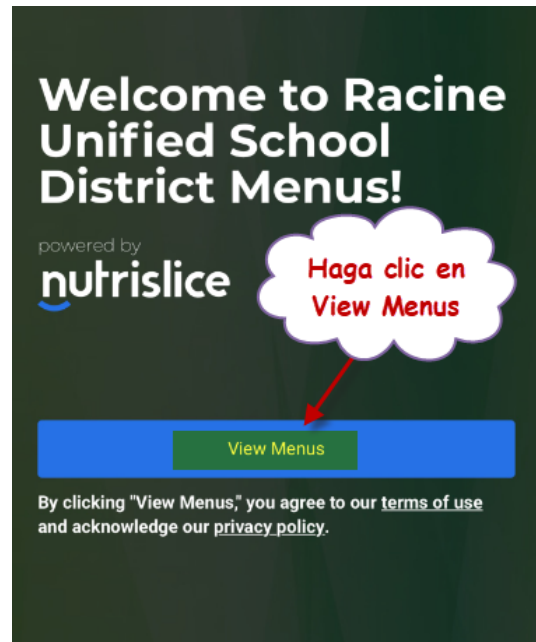 Welcome to Racine
Unified School
District Menus!
powered by
nutrislice
Haga clic en
View Menus
View Menus
By clicking "View Menus," you agree to our terms of use
and acknowledge our privacy policy.